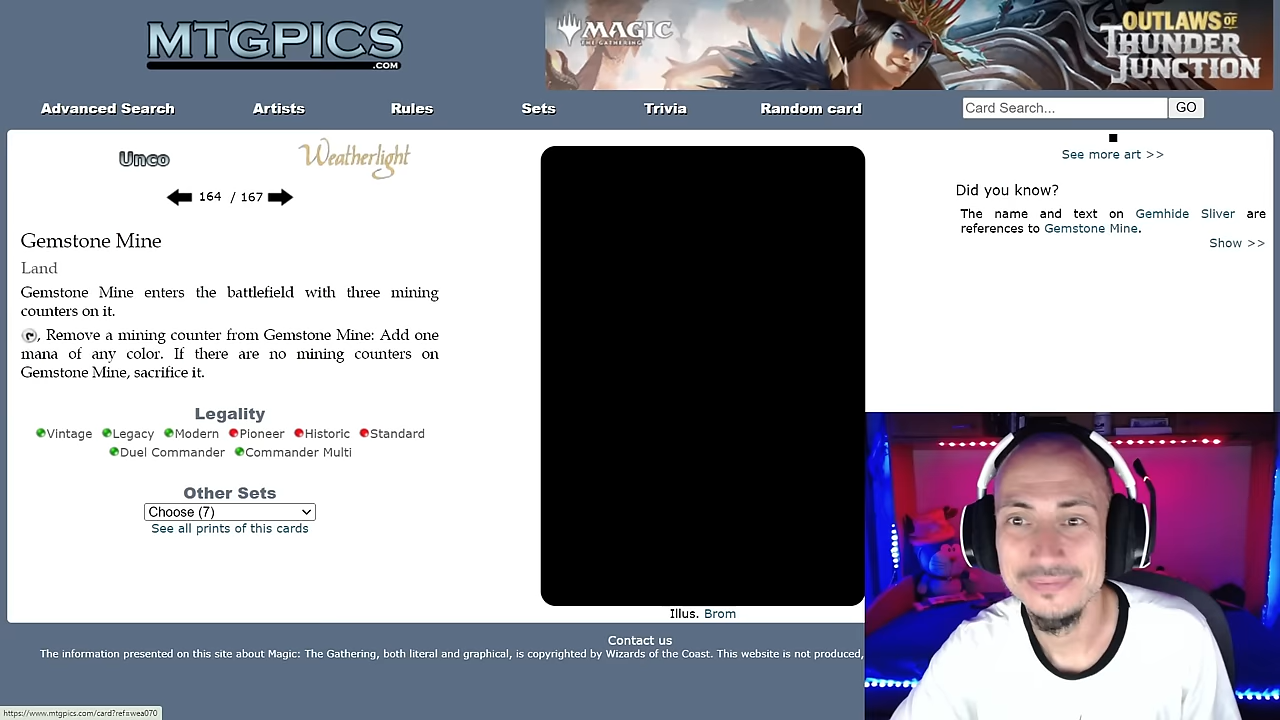 MTGPICS
.COM
MAGIC
THE GATHERING
OUTLAWS OF
THUNDER
JUNCTION
Advanced Search Artists Rules Sets Trivia Random card Card Search... GO
Unco Weatherlight
164 / 167
Gemstone Mine
Land
Gemstone Mine enters the battlefield with three mining
counters on it.
, Remove a mining counter from Gemstone Mine: Add one
mana of any color. If there are no mining counters on
Gemstone Mine, sacrifice it.
Legality
Vintage Legacy Modern Pioneer Historic Standard
Duel Commander Commander Multi
Other Sets
Choose (7)
See all prints of this cards
Illus. Brom
See more art >>
Did you know?
The name and text on Gemhide Sliver are
references to Gemstone Mine.
Show >>
Contact us
The information presented on this site about Magic: The Gathering, both literal and graphical, is copyrighted by Wizards of the Coast. This website is not produced,
https://www.mtgpics.com/card?ref=wea070